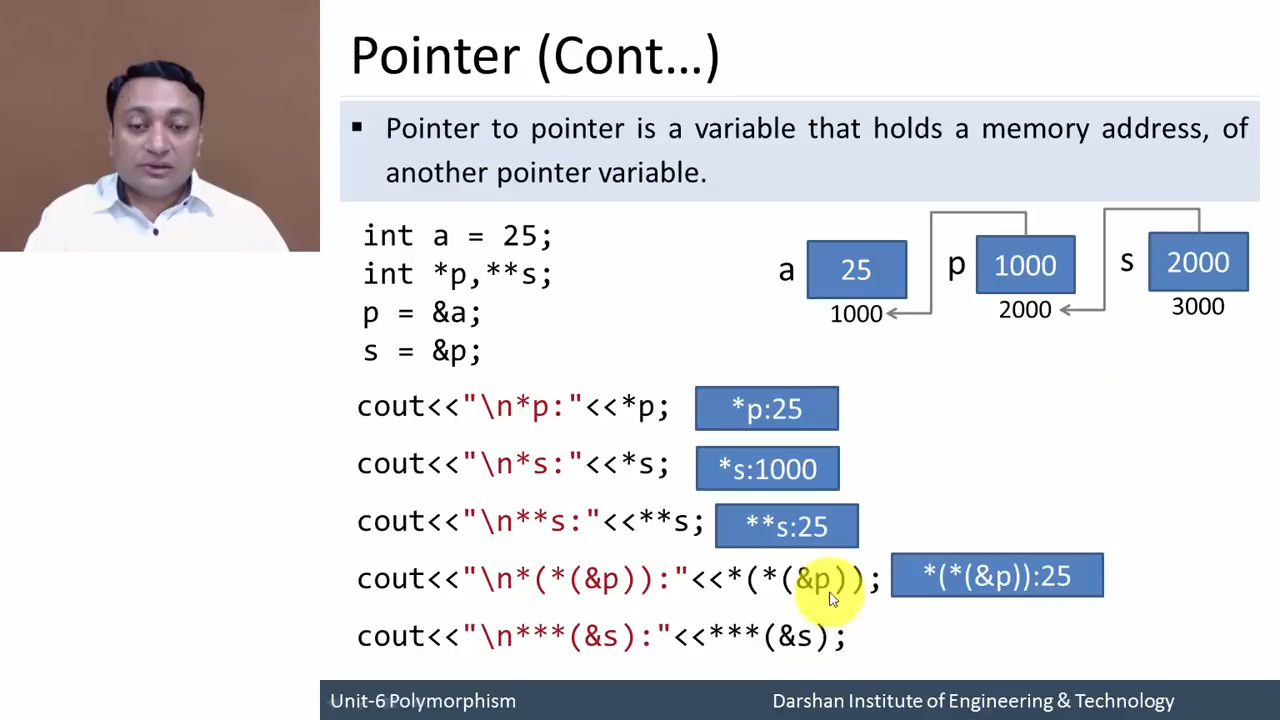 Pointer (Cont…)
▪ Pointer to pointer is a variable that holds a memory address, of
another pointer variable.
int a = 25;
int *p,**s;
p = &a;
s = &p;
a 25 p 1000 s 2000
1000 2000 3000
cout<<"\n*p:"<<*p; *p:25
cout<<"\n*s:"<<*s; *s:1000
cout<<"\n**s:"<<**s; **s:25
cout<<"\n*(*(&p)):"<<*(*(&p)); *(*(&p)):25
cout<<"\n***(&s):"<<***(&s);
Unit-6 Polymorphism Darshan Institute of Engineering & Technology